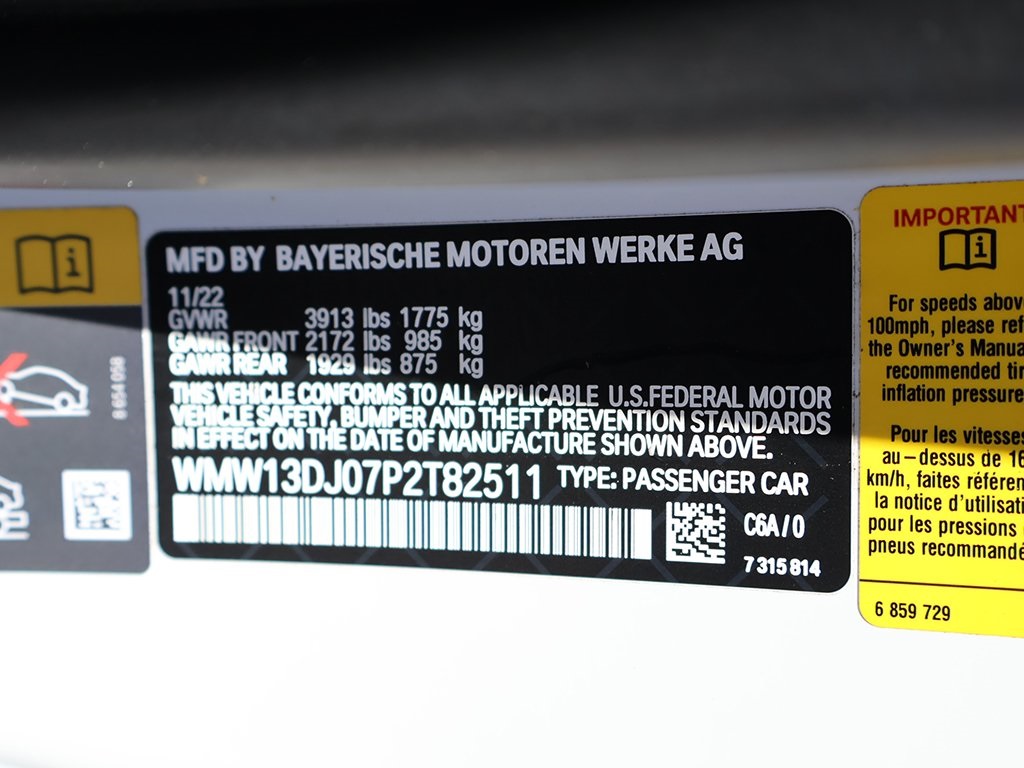 8 654 058
MFD BY BAYERISCHE MOTOREN WERKE AG
11/22
GVWR 3913 lbs 1775 kg
GAWR FRONT 2172 lbs 985 kg
GAWR REAR 1929 lbs 875 kg
THIS VEHICLE CONFORMS TO ALL APPLICABLE U.S.FEDERAL MOTOR
VEHICLE SAFETY, BUMPER AND THEFT PREVENTION STANDARDS
IN EFFECT ON THE DATE OF MANUFACTURE SHOWN ABOVE.
WMW13DJ07P2T82511 TYPE: PASSENGER CAR
C6A/0
7 315 814
IMPORTANT
For speeds abov
100mph, please ref
the Owner's Manua
recommended tir
inflation pressure
Pour les vitesses
au–dessus de 16
km/h, faites référen
la notice d'utilisati
pour les pressions
pneus recommandé
6 859 729